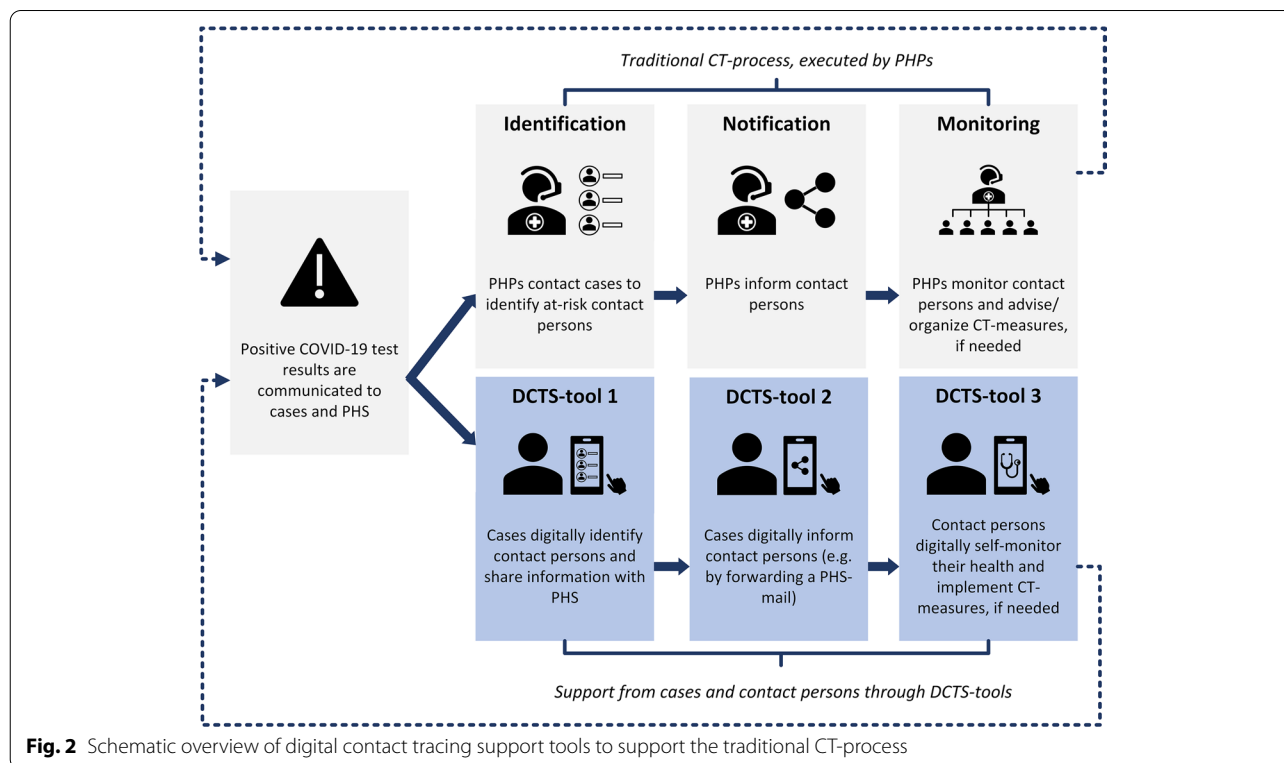 Traditional CT-process, executed by PHPs
Identification
PHPs contact cases to
identify at-risk contact
persons
Notification
PHPs inform contact
persons
Monitoring
PHPs monitor contact
persons and advise/
organize CT-measures,
if needed
Positive COVID-19 test
results are
communicated to
cases and PHS
DCTS-tool 1
Cases digitally identify
contact persons and
share information with
PHS
DCTS-tool 2
Cases digitally inform
contact persons (e.g.
by forwarding a PHS-
mail)
DCTS-tool 3
Contact persons
digitally self-monitor
their health and
implement CT-
measures, if needed
Support from cases and contact persons through DCTS-tools
Fig. 2 Schematic overview of digital contact tracing support tools to support the traditional CT-process